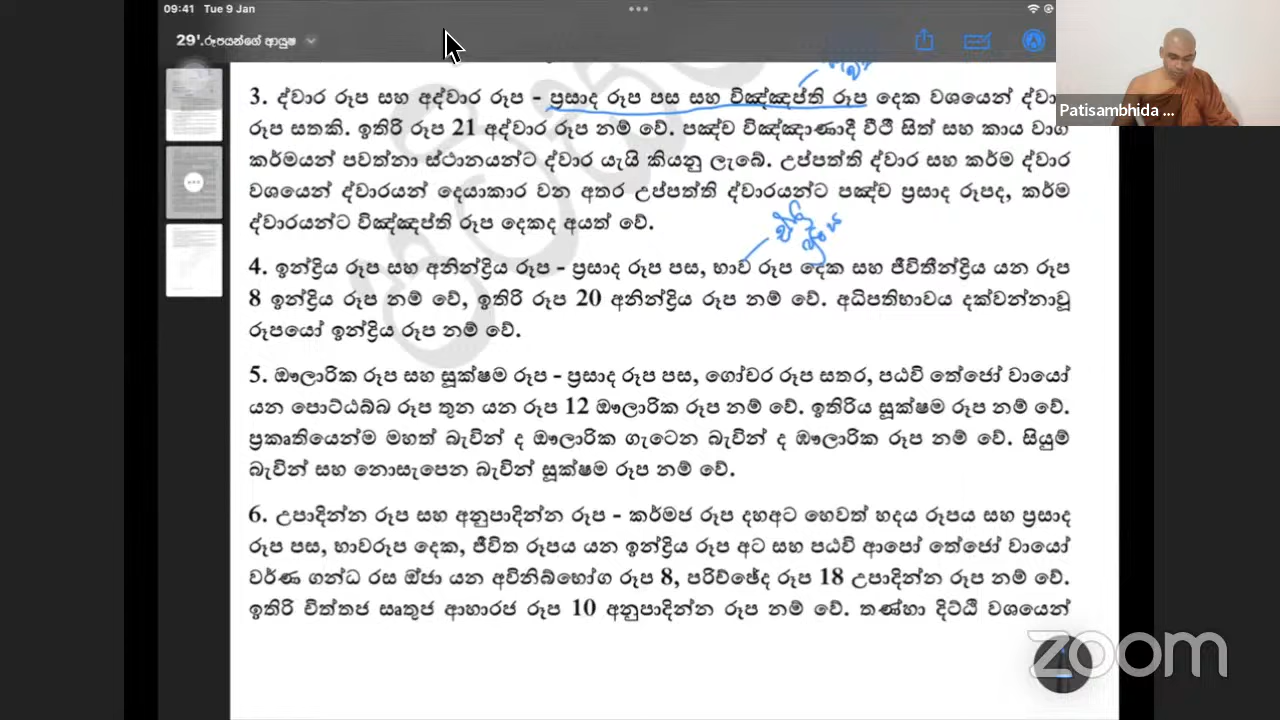 09:41 Tue 9 Jan
29'.රූපයන්ගේ ආයුෂ
Patisambhida ...
3. ද්වාර රූප සහ අද්වාර රූප - ප්‍රසාද රූප පස සහ විඤ්ඤප්ති රූප දෙක වශයෙන් ද්වා
රූප සතකි. ඉතිරි රූප 21 අද්වාර රූප නම් වේ. පඤ්ච විඤ්ඤාණාදී වීථි සිත් සහ කාය වාග්
කර්මයන් පවත්නා ස්ථානයන්ට ද්වාර යැයි කියනු ලැබේ. උප්පත්ති ද්වාර සහ කර්ම ද්වාර
වශයෙන් ද්වාරයන් දෙයාකාර වන අතර උප්පත්ති ද්වාරයන්ට පඤ්ච ප්‍රසාද රූපද, කර්ම
ද්වාරයන්ට විඤ්ඤප්ති රූප දෙකද අයත් වේ.
4. ඉන්ද්‍රිය රූප සහ අනින්ද්‍රිය රූප - ප්‍රසාද රූප පස, භාව රූප දෙක සහ ජීවිතීන්ද්‍රිය යන රූප
8 ඉන්ද්‍රිය රූප නම් වේ, ඉතිරි රූප 20 අනින්ද්‍රිය රූප නම් වේ. අධිපතිභාවය දක්වන්නාවූ
රූපයෝ ඉන්ද්‍රිය රූප නම් වේ.
5. ඖලාරික රූප සහ සූක්ෂම රූප - ප්‍රසාද රූප පස, ගෝචර රූප සතර, පඨවි තේජෝ වායෝ
යන පොට්ඨබ්බ රූප තුන යන රූප 12 ඖලාරික රූප නම් වේ. ඉතිරිය සූක්ෂම රූප නම් වේ.
ප්‍රකෘතියෙන්ම මහත් බැවින් ද ඖලාරික ගැටෙන බැවින් ද ඹෟලාරික රූප නම් වේ. සියුම්
බැවින් සහ නොසැපෙන බැවින් සූක්ෂම රූප නම් වේ.
6. උපාදින්න රූප සහ අනුපාදින්න රූප - කර්මජ රූප දහඅට හෙවත් හදය රූපය සහ ප්‍රසාද
රූප පස, භාවරූප දෙක, ජීවිත රූපය යන ඉන්ද්‍රිය රූප අට සහ පඨවි ආපෝ තේජෝ වායෝ
වර්ණ ගන්ධ රස ඕජා යන අවිනිබ්භෝග රූප 8, පරිච්ඡේද රූප 18 උපාදින්න රූප නම් වේ.
ඉතිරි චිත්තජ සෘතුජ ආහාරජ රූප 10 අනුපාදින්න රූප නම් වේ. තණ්හා දිට්ඨි වශයෙන්
zoom